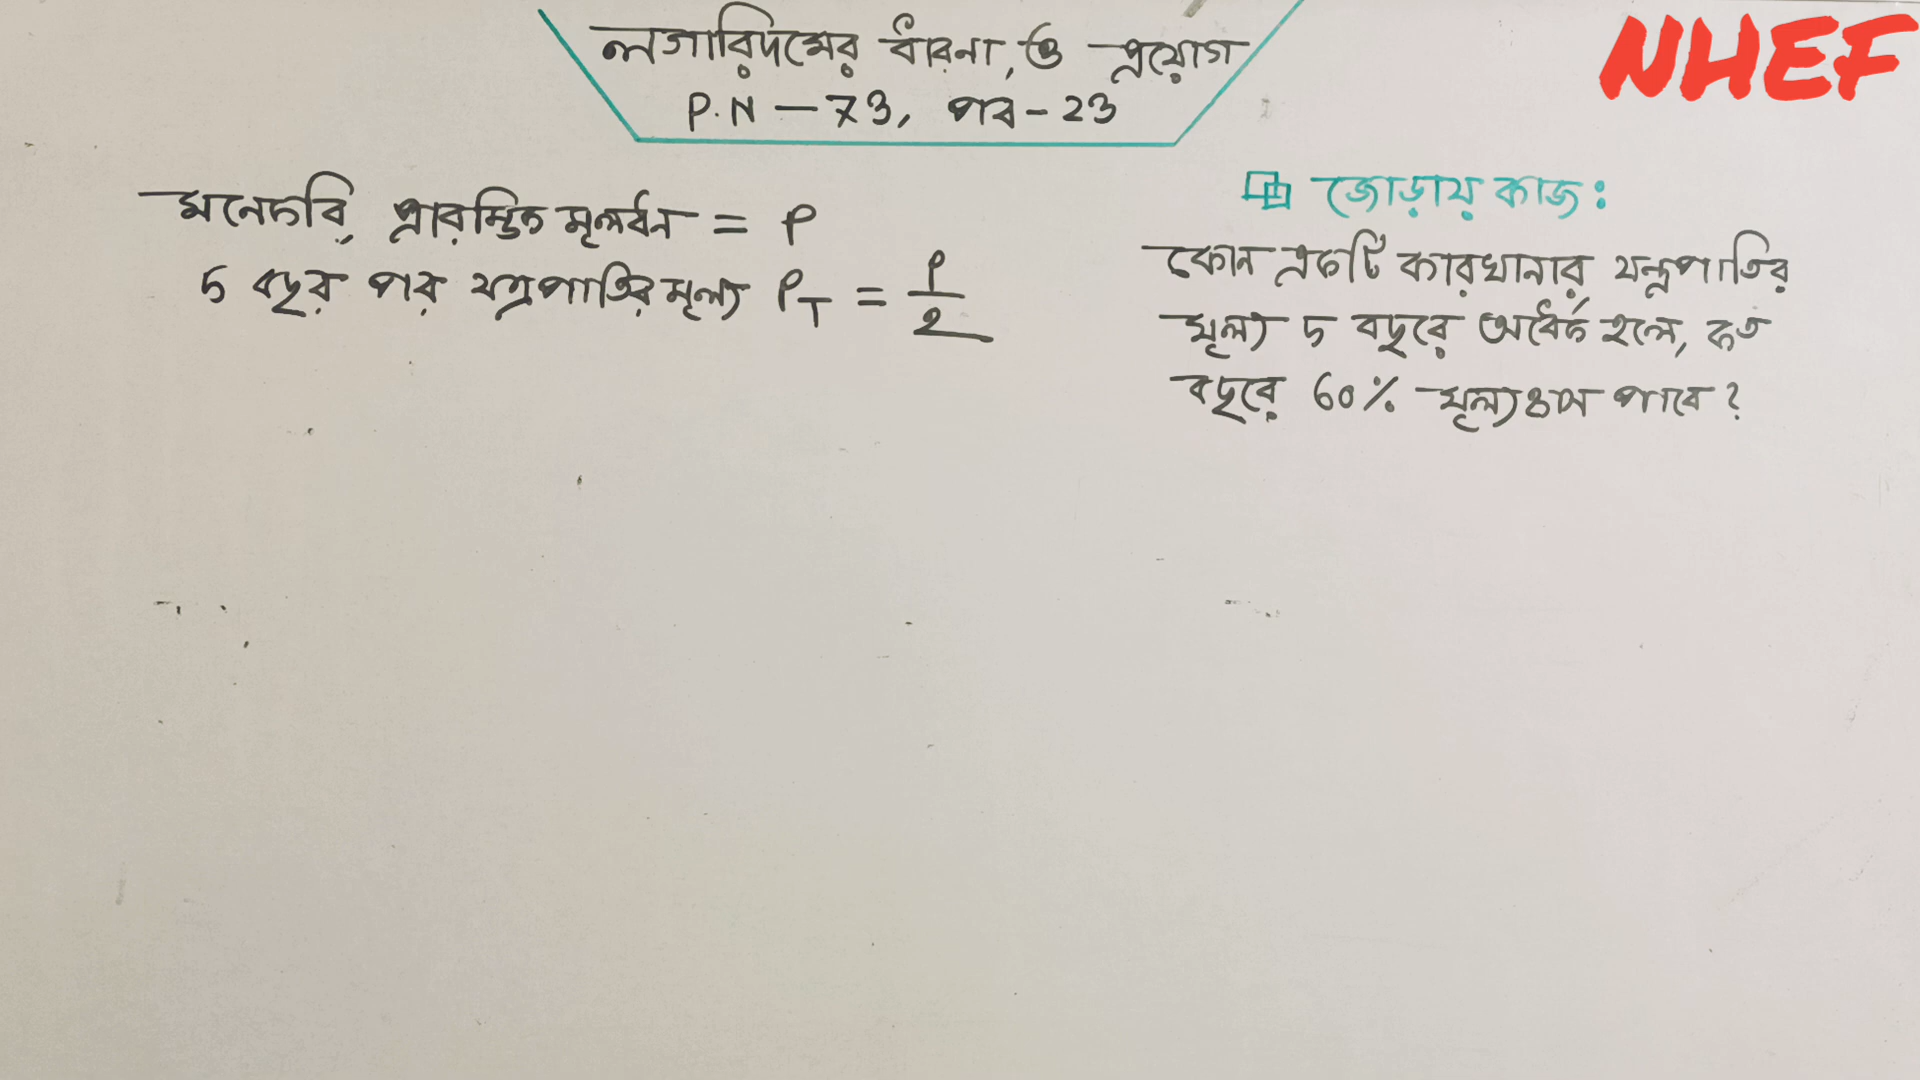 লগারিদমের ধারনা, ও প্রয়োগ
P.N – 73, পাব - 23
NHEF
মনেকরি, প্রারম্ভিক মূলধন = P
5 বছর পর যন্ত্রপাতির মূল্য P_T = P/2
জোড়ায় কাজ:
কোন একটি কারখানার যন্ত্রপাতির
মূল্য 5 বছরে অর্ধেক হলে, কত
বছরে 60% মূল্যহ্রাস পাবে?